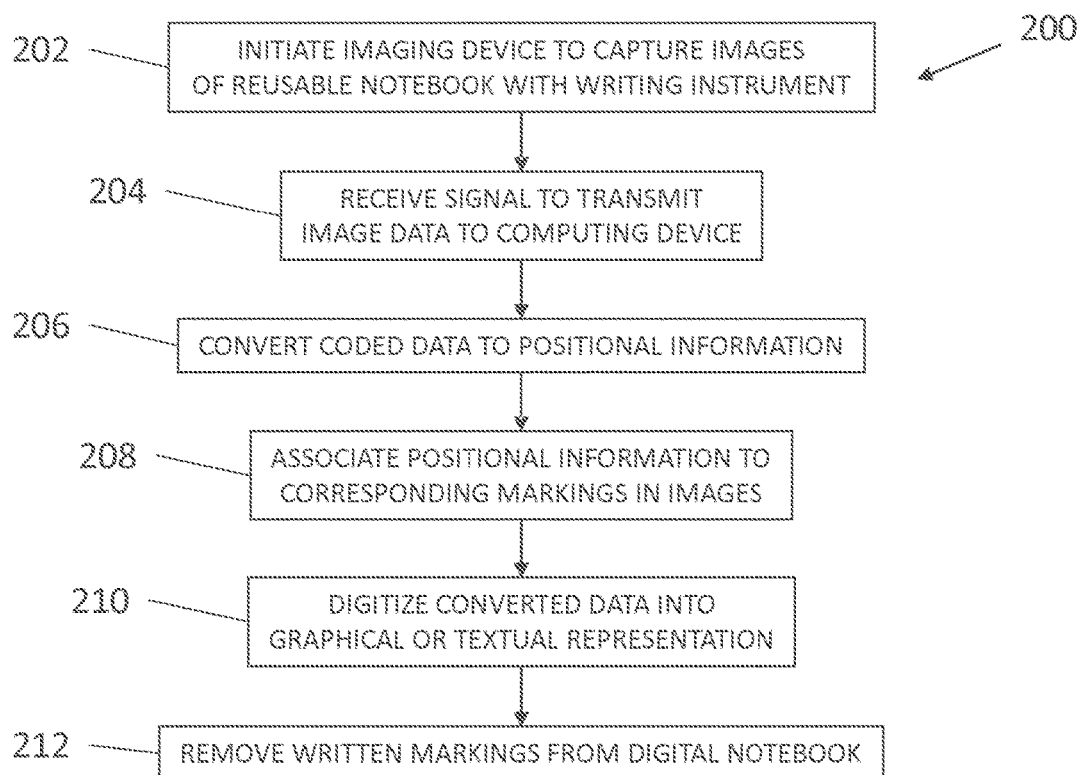 200
202
INITIATE IMAGING DEVICE TO CAPTURE IMAGES
OF REUSABLE NOTEBOOK WITH WRITING INSTRUMENT
204
RECEIVE SIGNAL TO TRANSMIT
IMAGE DATA TO COMPUTING DEVICE
206
CONVERT CODED DATA TO POSITIONAL INFORMATION
208
ASSOCIATE POSITIONAL INFORMATION TO
CORRESPONDING MARKINGS IN IMAGES
210
DIGITIZE CONVERTED DATA INTO
GRAPHICAL OR TEXTUAL REPRESENTATION
212
REMOVE WRITTEN MARKINGS FROM DIGITAL NOTEBOOK